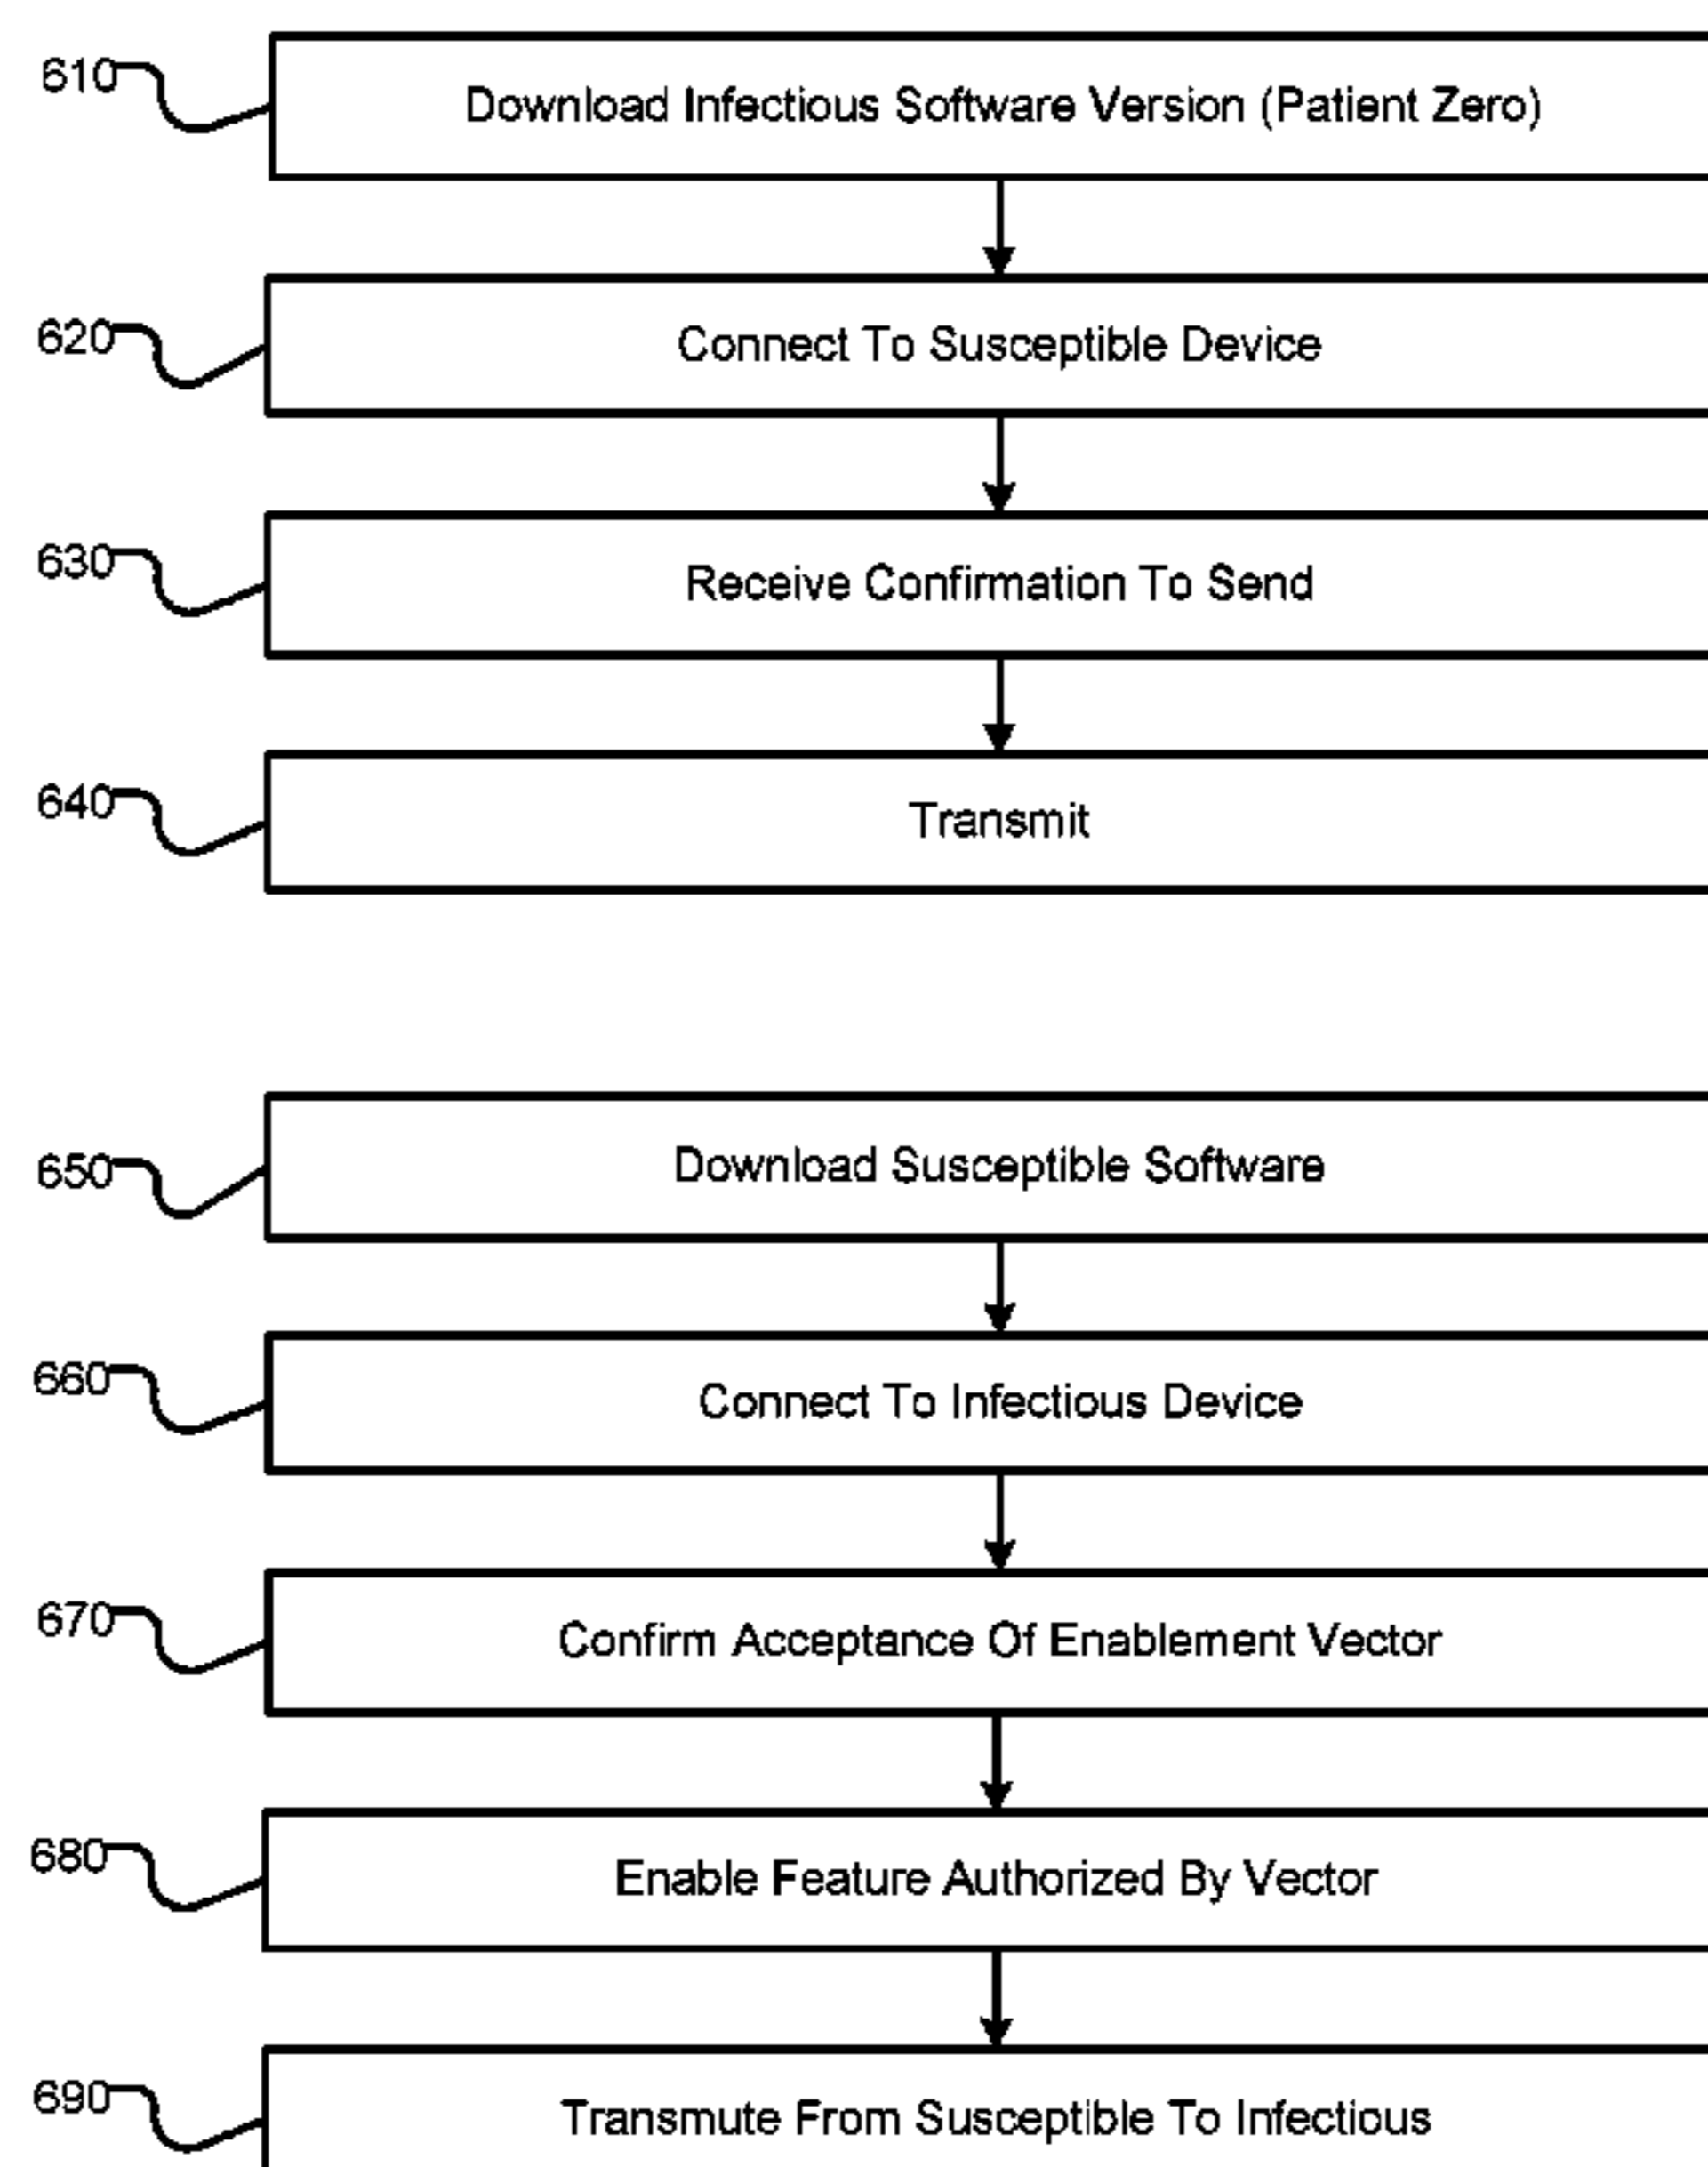 610 Download Infectious Software Version (Patient Zero)
620 Connect To Susceptible Device
630 Receive Confirmation To Send
640 Transmit
650 Download Susceptible Software
660 Connect To Infectious Device
670 Confirm Acceptance Of Enablement Vector
680 Enable Feature Authorized By Vector
690 Transmute From Susceptible To Infectious